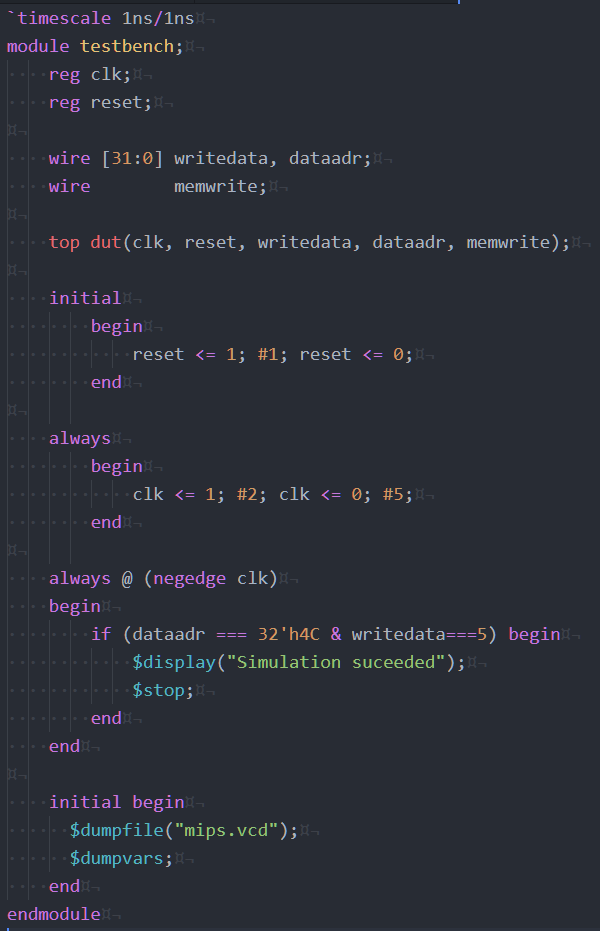 `timescale 1ns/1ns
module testbench;
    reg clk;
    reg reset;

    wire [31:0] writedata, dataadr;
    wire        memwrite;

    top dut(clk, reset, writedata, dataadr, memwrite);

    initial
        begin
            reset <= 1; #1; reset <= 0;
        end

    always
        begin
            clk <= 1; #2; clk <= 0; #5;
        end

    always @ (negedge clk)
    begin
        if (dataadr === 32'h4C & writedata===5) begin
            $display("Simulation suceeded");
            $stop;
        end
    end

    initial begin
      $dumpfile("mips.vcd");
      $dumpvars;
    end
endmodule